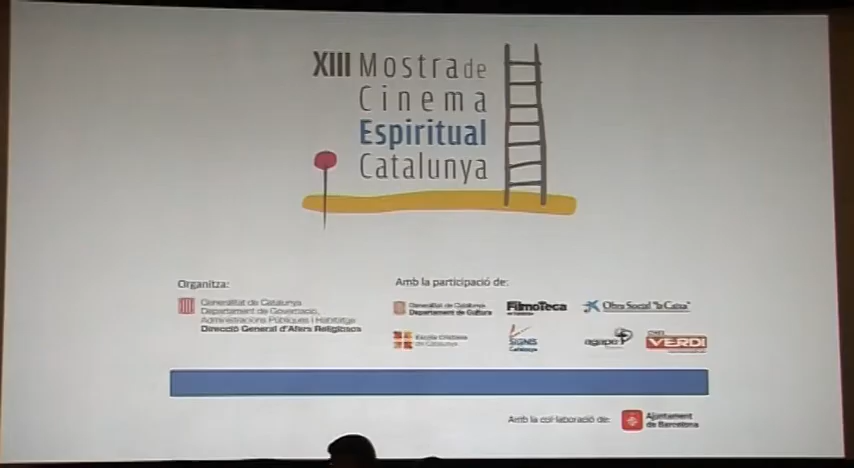 XIII Mostra de
Cinema
Espiritual
Catalunya
Organitza:
Generalitat de Catalunya
Departament de Governació,
Administracions Públiques i Habitatge
Direcció General d'Afers Religiosos
Amb la participació de:
Generalitat de Catalunya
Departament de Cultura
FilmoTeca
Obra Social "la Caixa"
Escola Cristiana
de Catalunya
SIGNIS
Catalunya
agape
VERDI
Amb la col·laboració de:
Ajuntament
de Barcelona